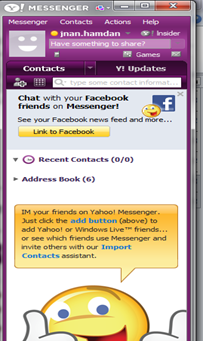 Y! MESSENGER
Messenger Contacts Actions Help
jnan.hamdan Y! Insider
Have something to share?
Games
Contacts Y! Updates
type some contact information
Chat with your Facebook
friends on Messenger!
See your Facebook news feed and more...
Link to Facebook
Recent Contacts (0/0)
Address Book (6)
IM your friends on Yahoo! Messenger.
Just click the add button (above) to
add Yahoo! or Windows Live™ friends...
or see which friends use Messenger and
invite others with our Import
Contacts assistant.